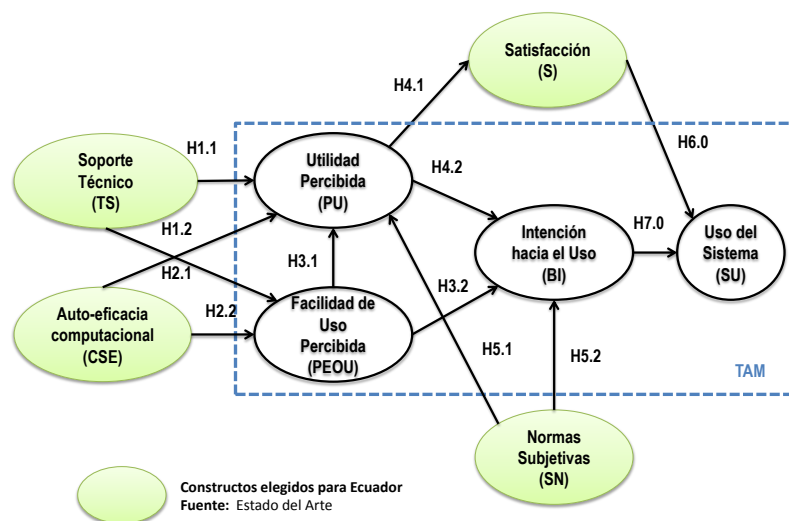 Satisfacción
(S)
H4.1
H6.0
H1.1
Soporte
Técnico
(TS)
Utilidad
Percibida
(PU)
H4.2
H1.2
Intención
hacia el Uso
(BI)
H7.0
Uso del
Sistema
(SU)
H3.1
H2.1
H2.2
Auto-eficacia
computacional
(CSE)
Facilidad de
Uso
Percibida
(PEOU)
H3.2
H5.1
H5.2
TAM
Normas
Subjetivas
(SN)
Constructos elegidos para Ecuador
Fuente: Estado del Arte